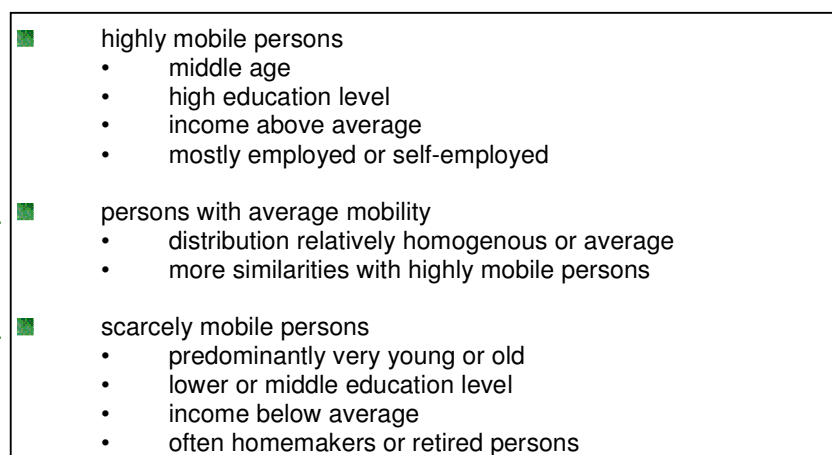 highly mobile persons
• middle age
• high education level
• income above average
• mostly employed or self-employed
persons with average mobility
• distribution relatively homogenous or average
• more similarities with highly mobile persons
scarcely mobile persons
• predominantly very young or old
• lower or middle education level
• income below average
• often homemakers or retired persons